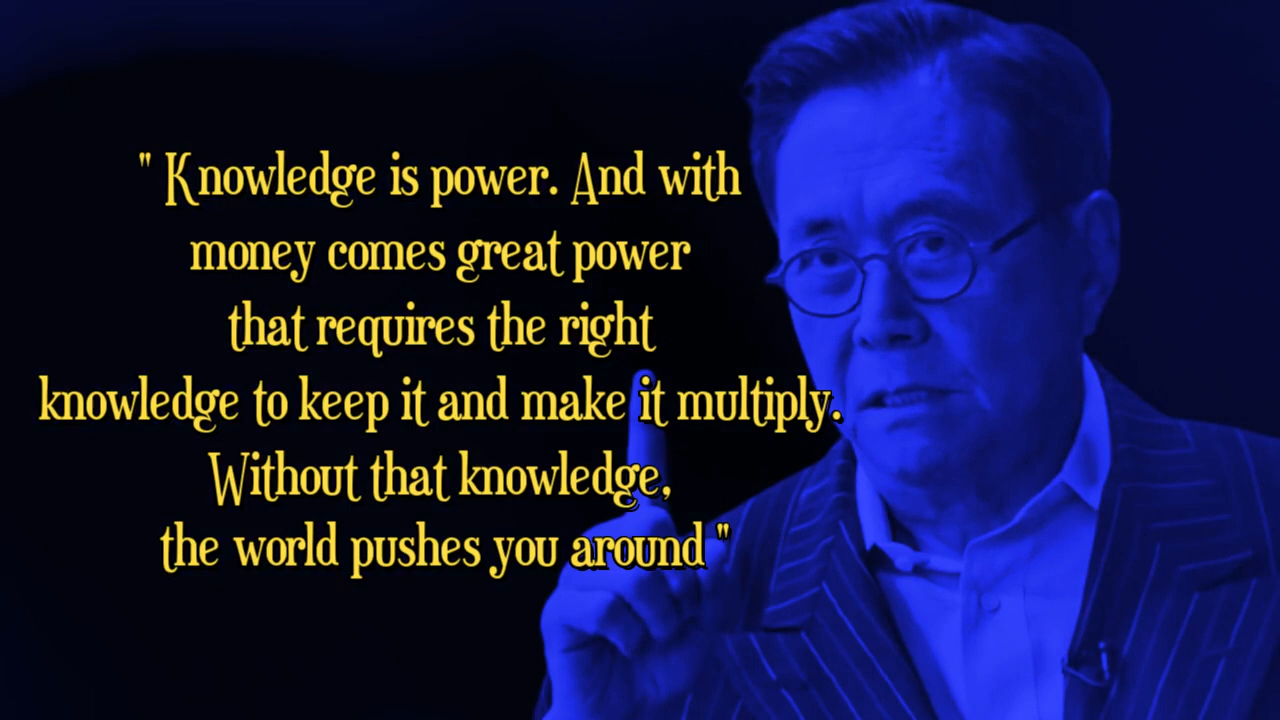 " Knowledge is power. And with
money comes great power
that requires the right
knowledge to keep it and make it multiply.
Without that knowledge,
the world pushes you around "